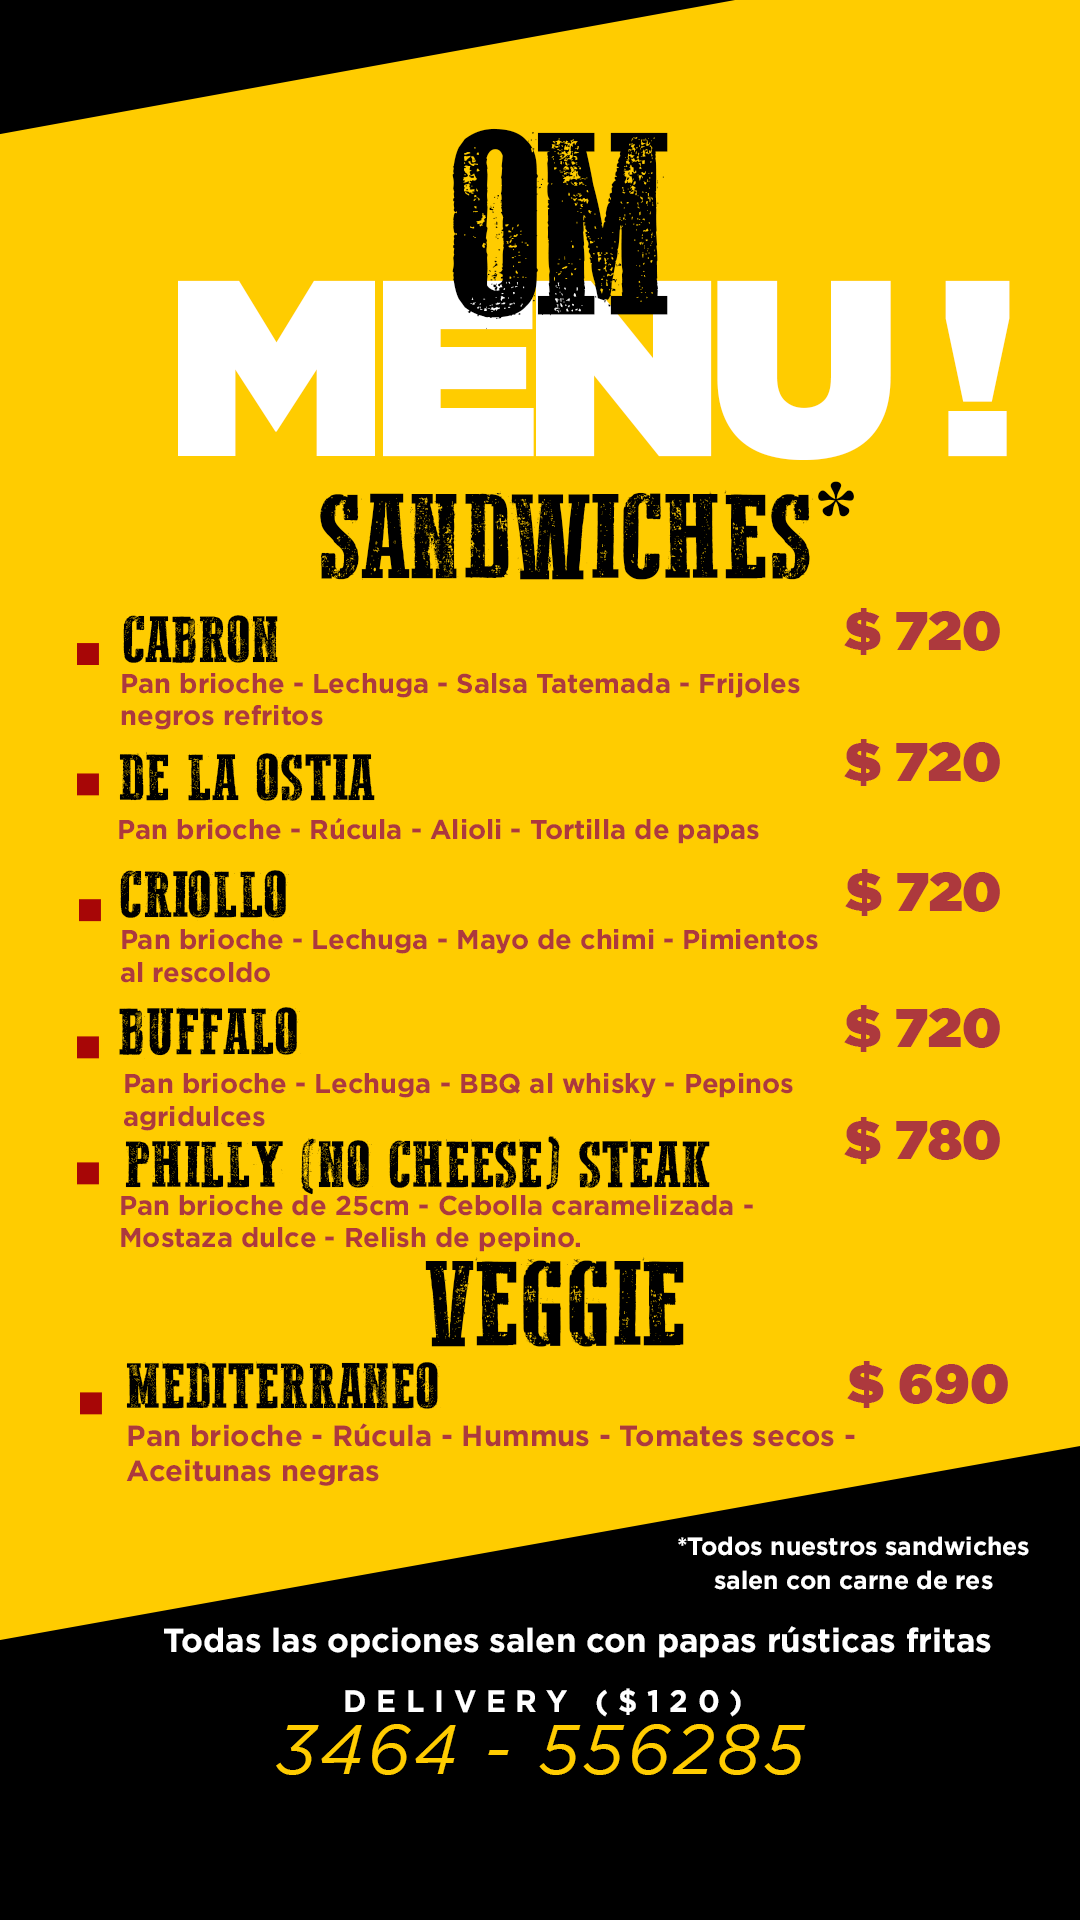 OM
MENU !
SANDWICHES*
CABRON
$ 720
Pan brioche - Lechuga - Salsa Tatemada - Frijoles
negros refritos
DE LA OSTIA
$ 720
Pan brioche - Rúcula - Alioli - Tortilla de papas
CRIOLLO
$ 720
Pan brioche - Lechuga - Mayo de chimi - Pimientos
al rescoldo
BUFFALO
$ 720
Pan brioche - Lechuga - BBQ al whisky - Pepinos
agridulces
PHILLY (NO CHEESE) STEAK
$ 780
Pan brioche de 25cm - Cebolla caramelizada -
Mostaza dulce - Relish de pepino.
VEGGIE
MEDITERRANEO
$ 690
Pan brioche - Rúcula - Hummus - Tomates secos -
Aceitunas negras
*Todos nuestros sandwiches
salen con carne de res
Todas las opciones salen con papas rústicas fritas
DELIVERY ($120)
3464 - 556285